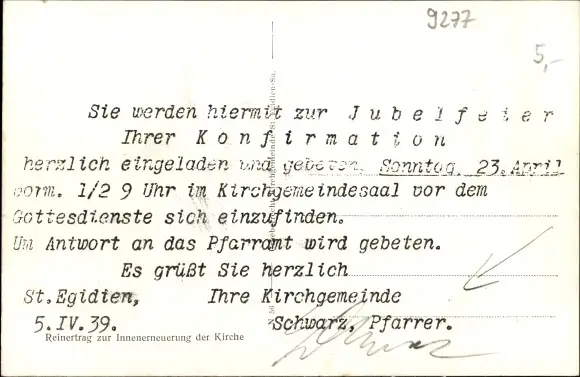 9277
5,-
Sie werden hiermit zur Jubelfeier
Ihrer Konfirmation
herzlich eingeladen und gebeten, Sonntag, 23. April
vorm. 1/2 9 Uhr im Kirchgemeindesaal vor dem
Gottesdienste sich einzufinden.
Um Antwort an das Pfarramt wird gebeten.
Es grüßt Sie herzlich
St.Egidien, Ihre Kirchgemeinde
5.IV.39. Schwarz, Pfarrer.
Reinertrag zur Innenerneuerung der Kirche